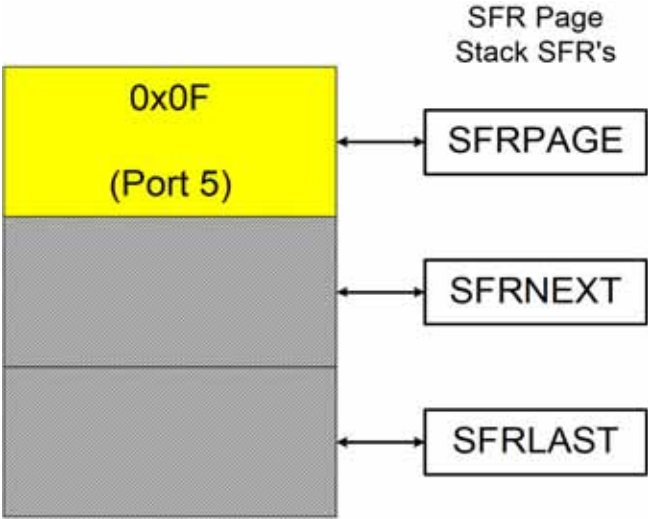 SFR Page
Stack SFR's
0x0F
(Port 5)
SFRPAGE
SFRNEXT
SFRLAST